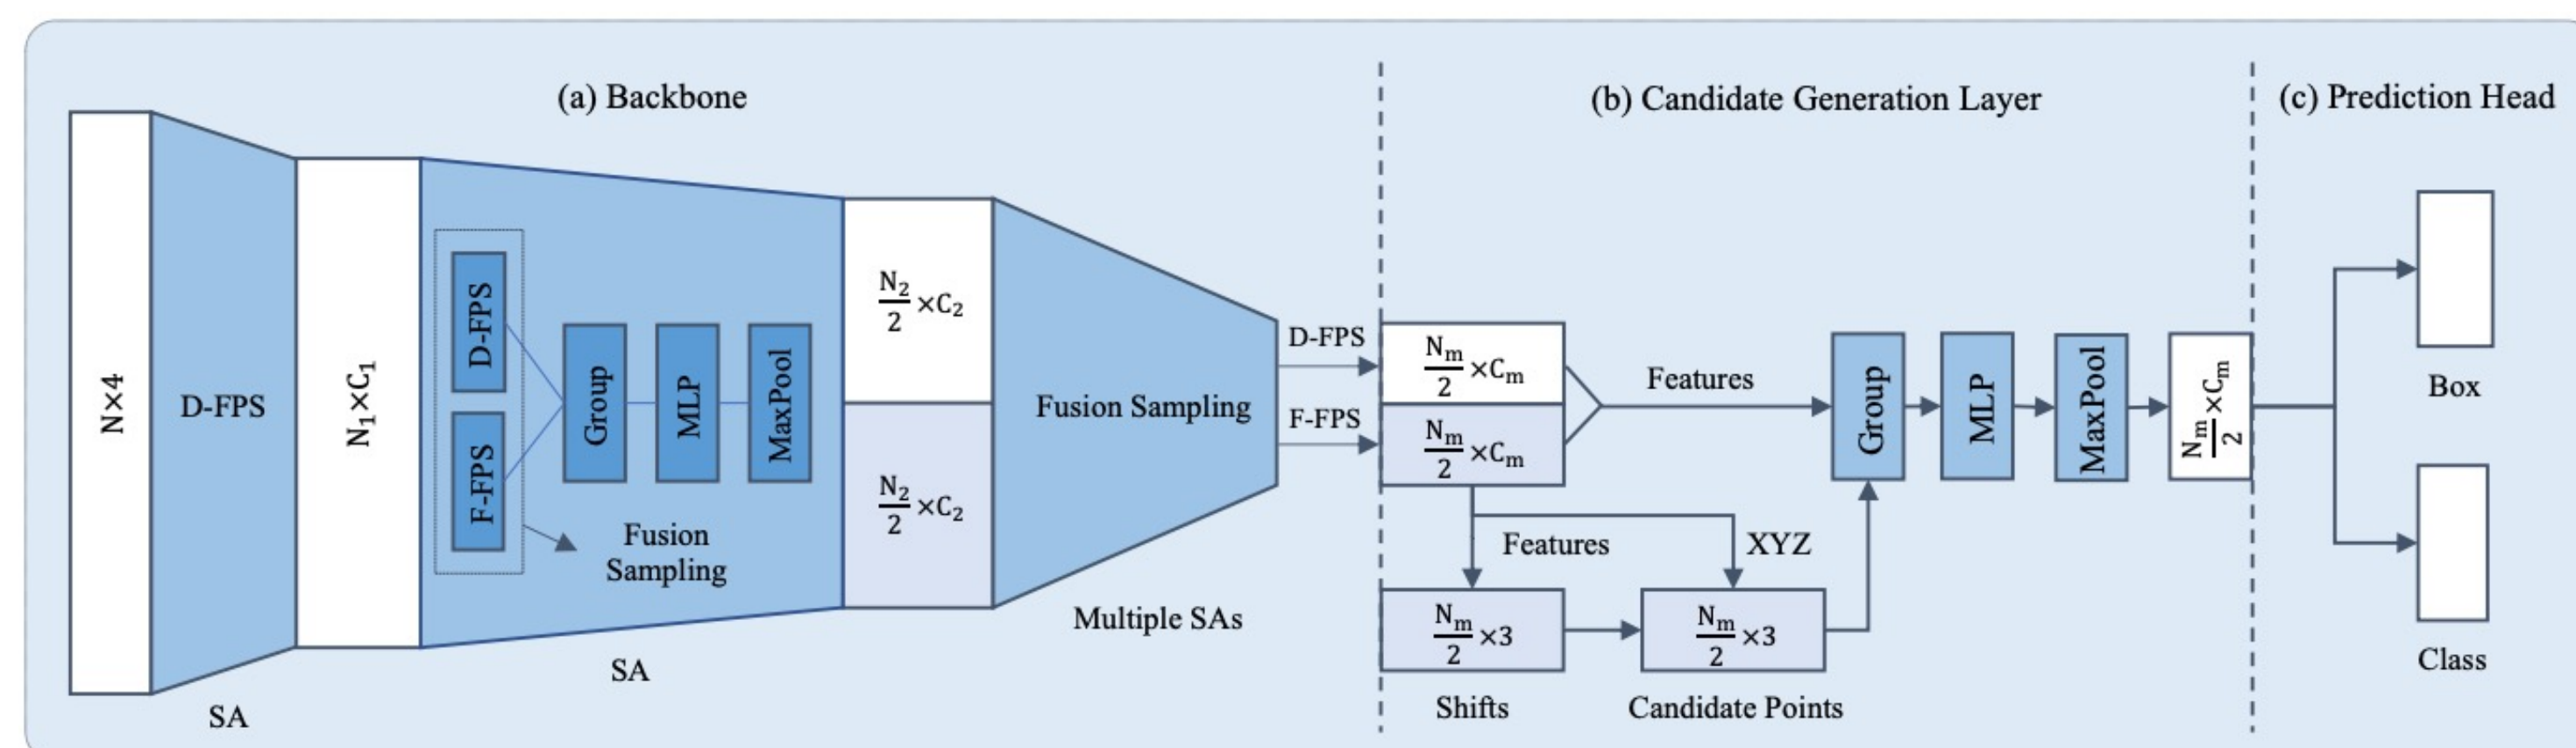 (a) Backbone
N×4
D-FPS
SA
N₁×C₁
D-FPS
F-FPS
Group
MLP
MaxPool
Fusion
Sampling
SA
N₂/2 ×C₂
N₂/2 ×C₂
Fusion Sampling
Multiple SAs
D-FPS
F-FPS
(b) Candidate Generation Layer
Nₘ/2 ×Cₘ
Nₘ/2 ×Cₘ
Features
Features
XYZ
Nₘ/2 ×3
Shifts
Nₘ/2 ×3
Candidate Points
Group
MLP
MaxPool
Nₘ/2 ×Cₘ
(c) Prediction Head
Box
Class